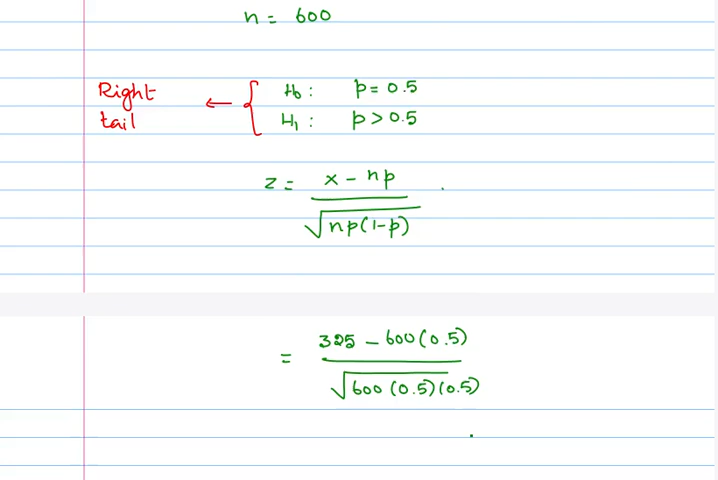 n = 600
Right tail ← { H₀ : p = 0.5
H₁ : p > 0.5
z = x - np / √np(1-p) .
= 325 - 600(0.5) / √600(0.5)(0.5)